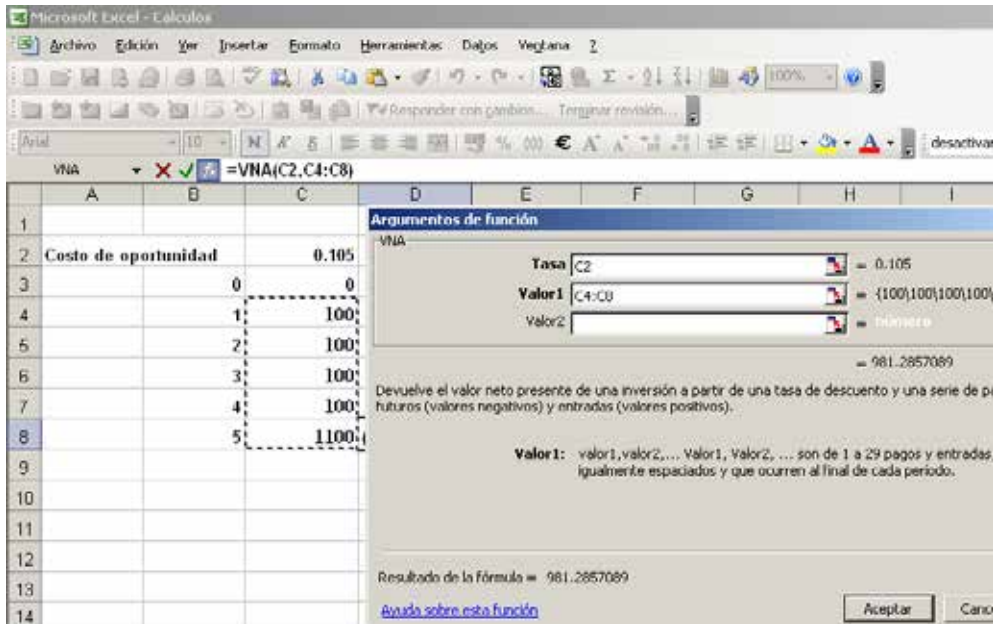 Microsoft Excel - Calculos
Archivo Edición Ver Insertar Formato Herramientas Datos Ventana ?
100%
Responder con cambios... Terminar revisión...
Arial 10 N K S % 000 € A A desactivar
VNA =VNA(C2,C4:C8)
A B C D E F G H I
1 Argumentos de función
VNA
2 Costo de oportunidad 0.105 Tasa C2 = 0.105
3 0 0 Valor1 C4:C8 = {100\100\100\100\
4 1 100 Valor2 = número
5 2 100
= 981.2857089
6 3 100
Devuelve el valor neto presente de una inversión a partir de una tasa de descuento y una serie de pa
7 4 100 futuros (valores negativos) y entradas (valores positivos).
8 5 1100 Valor1: valor1,valor2,... Valor1, Valor2, ... son de 1 a 29 pagos y entradas,
9 igualmente espaciados y que ocurren al final de cada periodo.
10
11
12
Resultado de la fórmula = 981.2857089
13
14 Ayuda sobre esta función Aceptar Canc